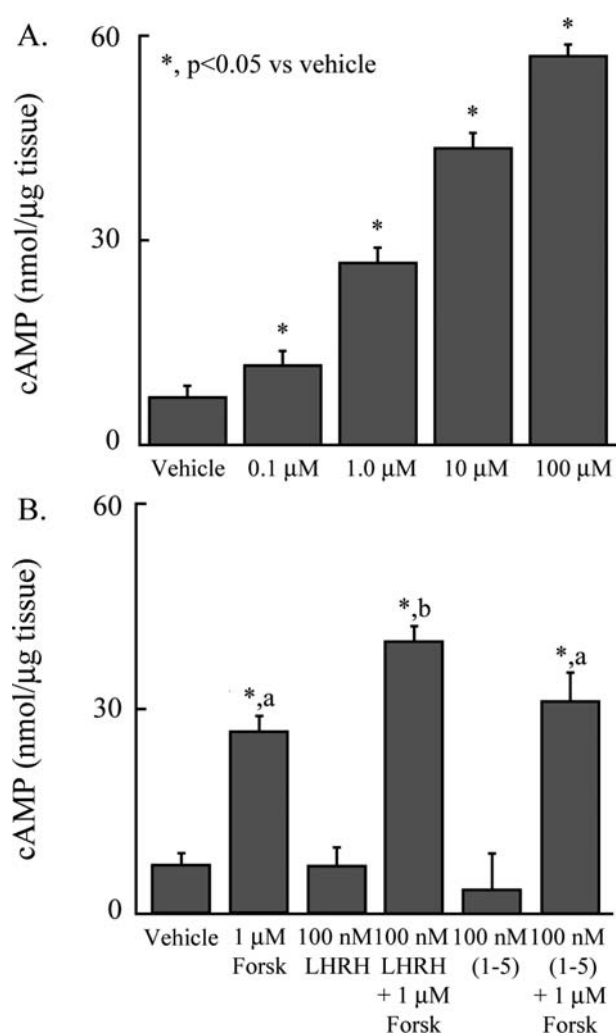 A.
60
*, p<0.05 vs vehicle
*
*
*
*
30
0
cAMP (nmol/µg tissue)
Vehicle 0.1 µM 1.0 µM 10 µM 100 µM
B.
60
*,a
*,b
*,a
30
0
cAMP (nmol/µg tissue)
Vehicle 1 µM 100 nM 100 nM 100 nM 100 nM
Forsk LHRH LHRH (1-5) (1-5)
+ 1 µM + 1 µM
Forsk Forsk